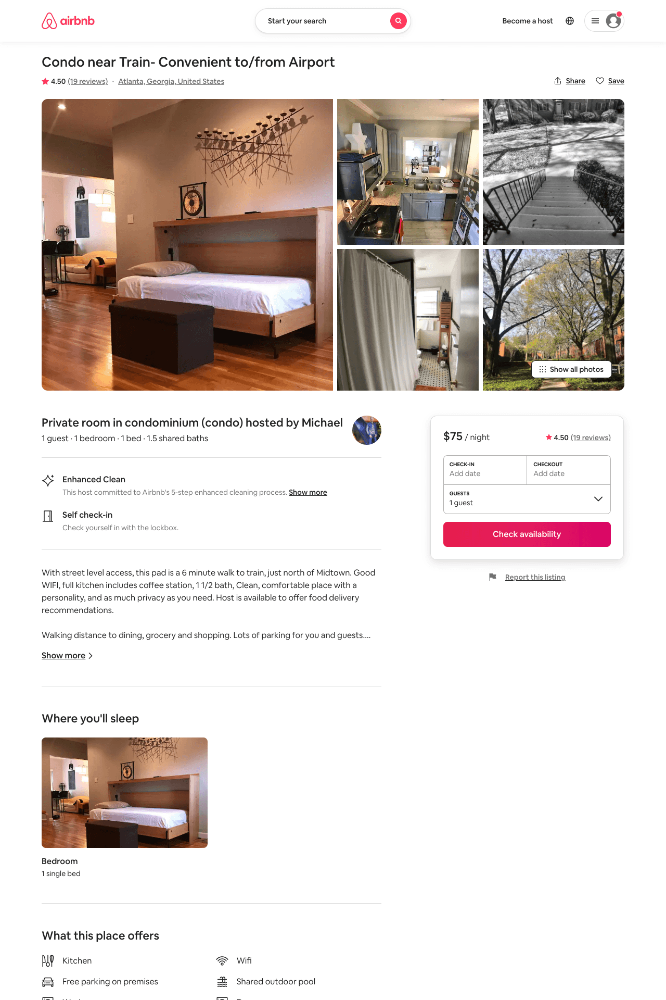 airbnb
Start your search
Become a host
Condo near Train- Convenient to/from Airport
4.50 (19 reviews) · Atlanta, Georgia, United States
Share
Save
Show all photos
Private room in condominium (condo) hosted by Michael
1 guest · 1 bedroom · 1 bed · 1.5 shared baths
Enhanced Clean
This host committed to Airbnb's 5-step enhanced cleaning process. Show more
Self check-in
Check yourself in with the lockbox.
With street level access, this pad is a 6 minute walk to train, just north of Midtown. Good
WIFI, full kitchen includes coffee station, 1 1/2 bath, Clean, comfortable place with a
personality, and as much privacy as you need. Host is available to offer food delivery
recommendations.
Walking distance to dining, grocery and shopping. Lots of parking for you and guests....
Show more
$75 / night
4.50 (19 reviews)
CHECK-IN
Add date
CHECKOUT
Add date
GUESTS
1 guest
Check availability
Report this listing
Where you'll sleep
Bedroom
1 single bed
What this place offers
Kitchen
Wifi
Free parking on premises
Shared outdoor pool